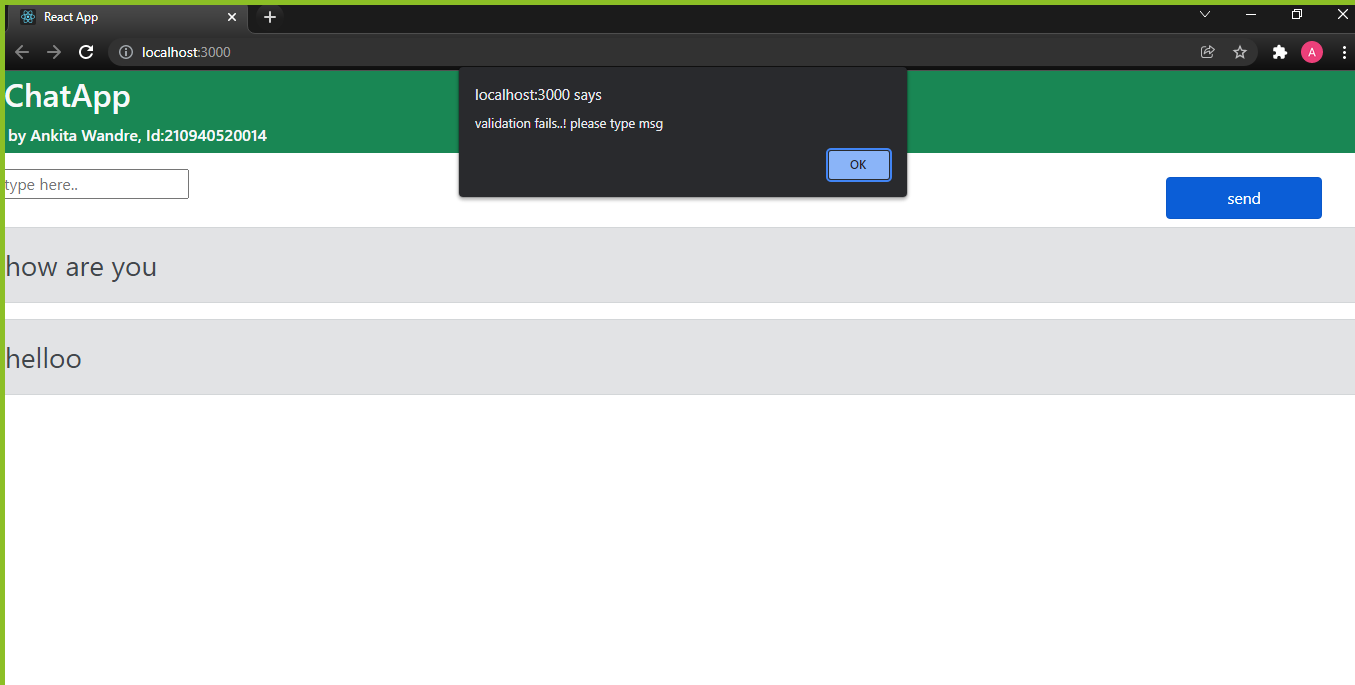 React App
localhost:3000
A
ChatApp
by Ankita Wandre, Id:210940520014
localhost:3000 says
validation fails..! please type msg
OK
type here..
send
how are you
helloo